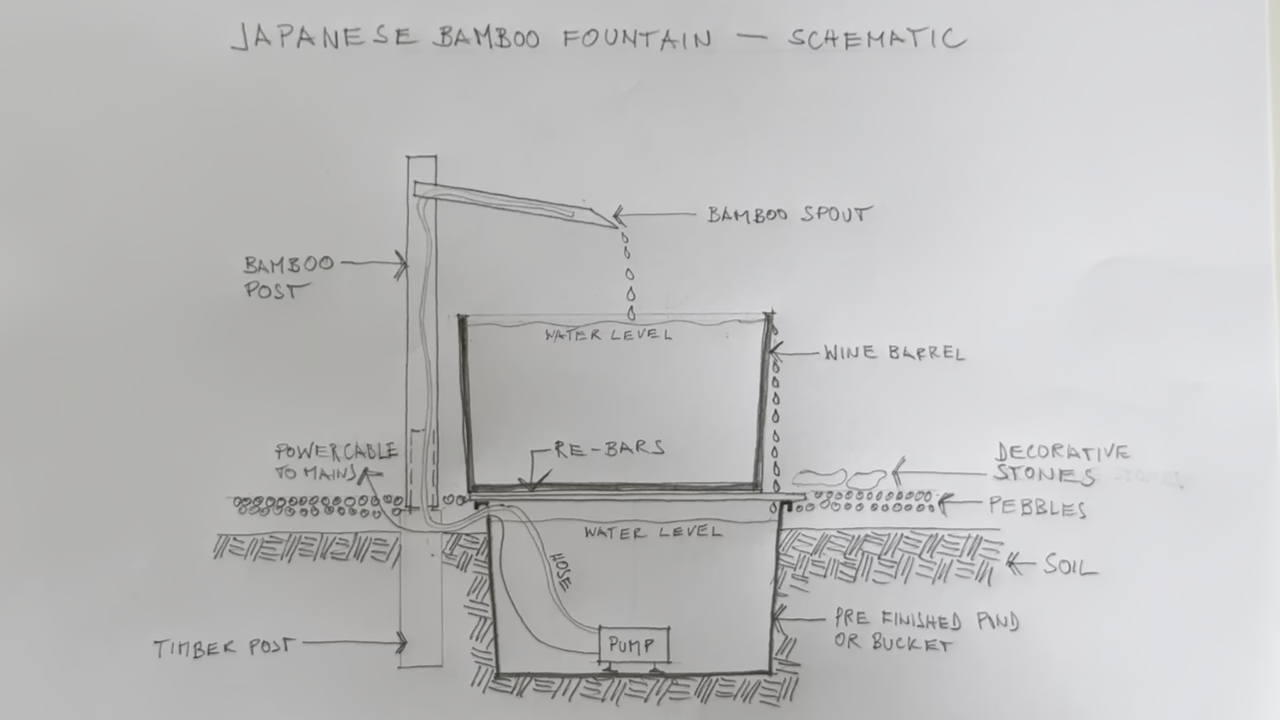 JAPANESE BAMBOO FOUNTAIN — SCHEMATIC
BAMBOO SPOUT
BAMBOO
POST
WATER LEVEL
WINE BARREL
RE-BARS
POWERCABLE
TO MAINS
DECORATIVE
STONES
PEBBLES
WATER LEVEL
HOSE
SOIL
PUMP
PRE FINISHED POND
OR BUCKET
TIMBER POST